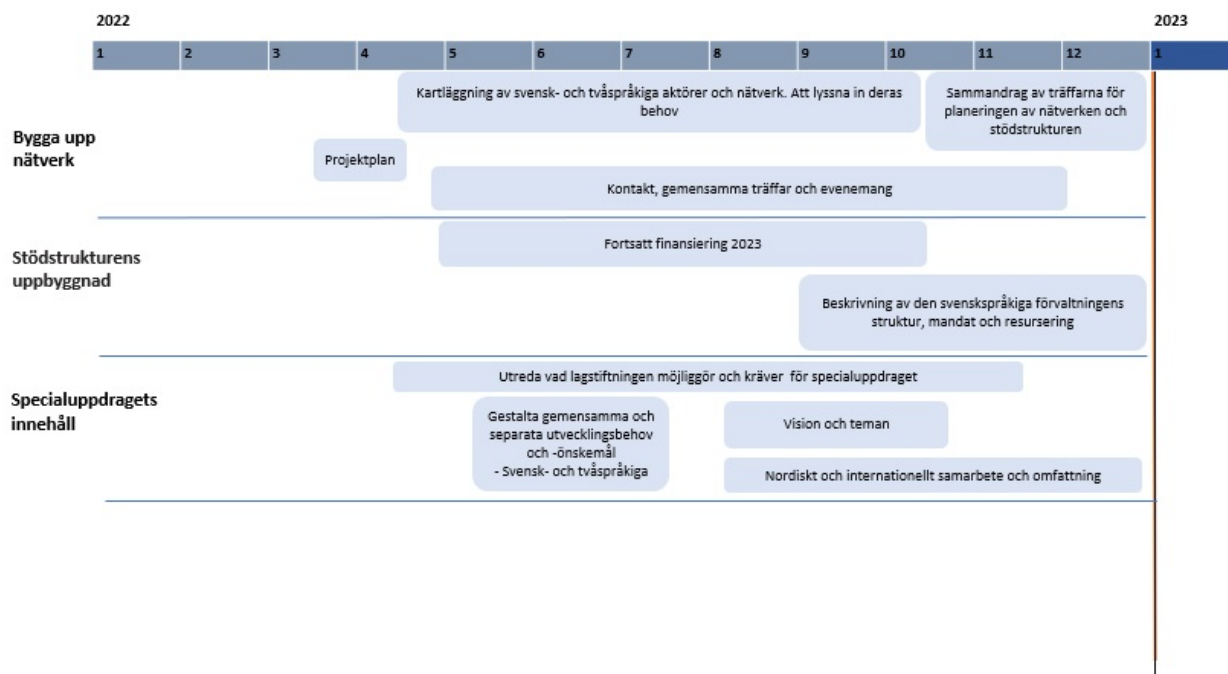 2022
2023
1 2 3 4 5 6 7 8 9 10 11 12 1
Bygga upp
nätverk
Kartläggning av svensk- och tvåspråkiga aktörer och nätverk. Att lyssna in deras
behov
Sammandrag av träffarna för
planeringen av nätverken och
stödstrukturen
Projektplan
Kontakt, gemensamma träffar och evenemang
Stödstrukturens
uppbyggnad
Fortsatt finansiering 2023
Beskrivning av den svenskspråkiga förvaltningens
struktur, mandat och resursering
Specialuppdragets
innehåll
Utreda vad lagstiftningen möjliggör och kräver för specialuppdraget
Gestalta gemensamma och
separata utvecklingsbehov
och -önskemål
- Svensk- och tvåspråkiga
Vision och teman
Nordiskt och internationellt samarbete och omfattning